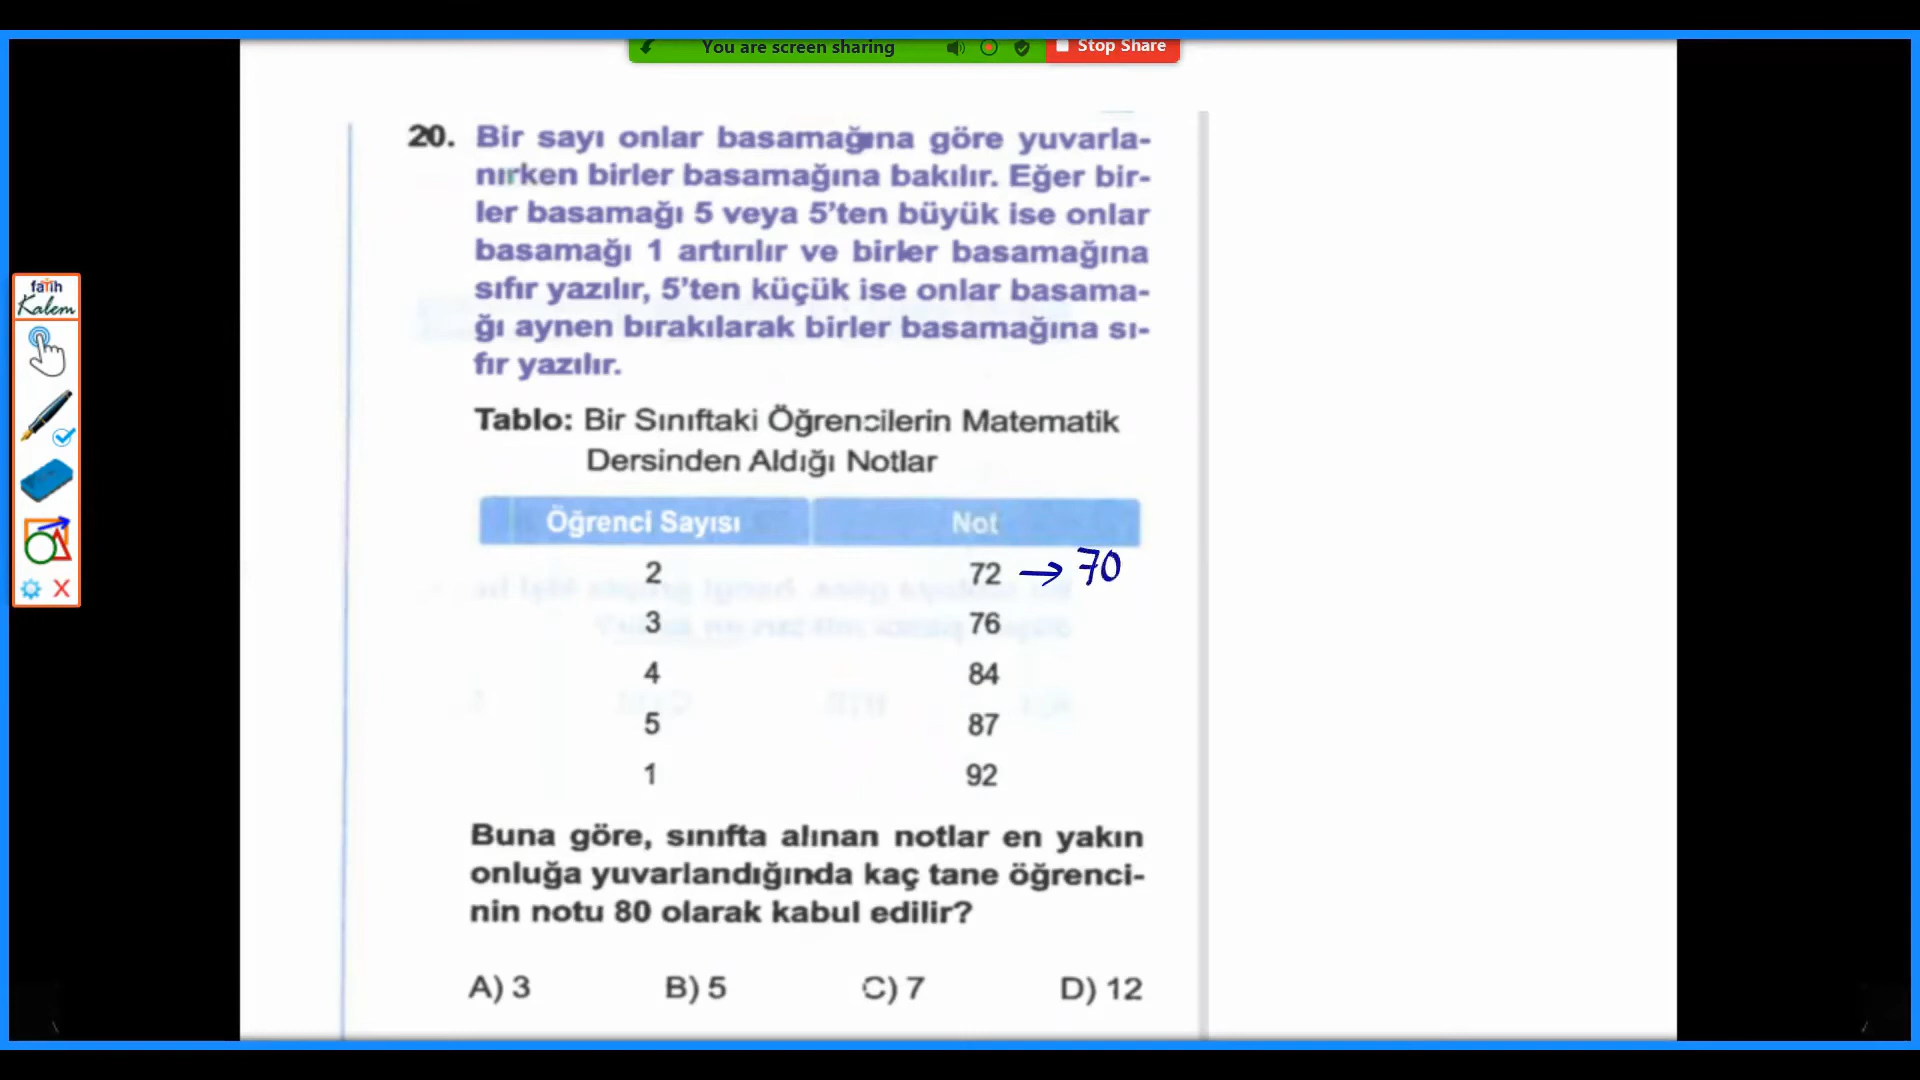 You are screen sharing
Stop Share
fatih
Kalem
20. Bir sayı onlar basamağına göre yuvarla-
nırken birler basamağına bakılır. Eğer bir-
ler basamağı 5 veya 5'ten büyük ise onlar
basamağı 1 artırılır ve birler basamağına
sıfır yazılır, 5'ten küçük ise onlar basama-
ğı aynen bırakılarak birler basamağına sı-
fır yazılır.
Tablo: Bir Sınıftaki Öğrencilerin Matematik
Dersinden Aldığı Notlar
Öğrenci Sayısı Not
2 72 → 70
3 76
4 84
5 87
1 92
Buna göre, sınıfta alınan notlar en yakın
onluğa yuvarlandığında kaç tane öğrenci-
nin notu 80 olarak kabul edilir?
A) 3 B) 5 C) 7 D) 12